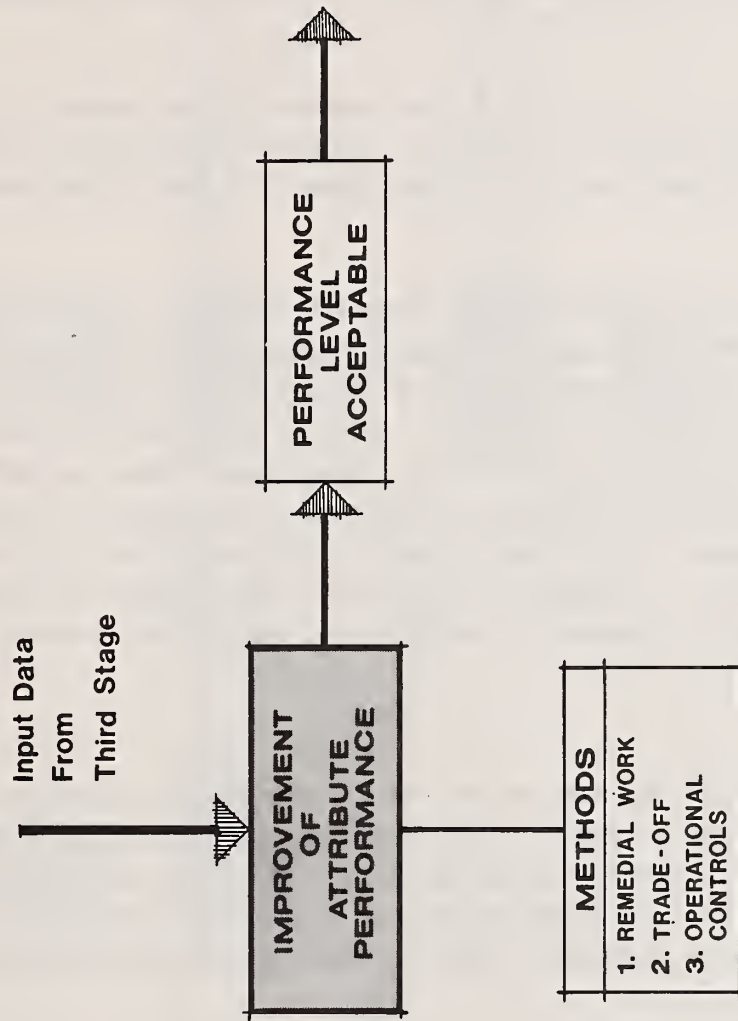 Input Data
From
Third Stage
IMPROVEMENT
OF
ATTRIBUTE
PERFORMANCE
PERFORMANCE
LEVEL
ACCEPTABLE
METHODS
1. REMEDIAL WORK
2. TRADE-OFF
3. OPERATIONAL
CONTROLS